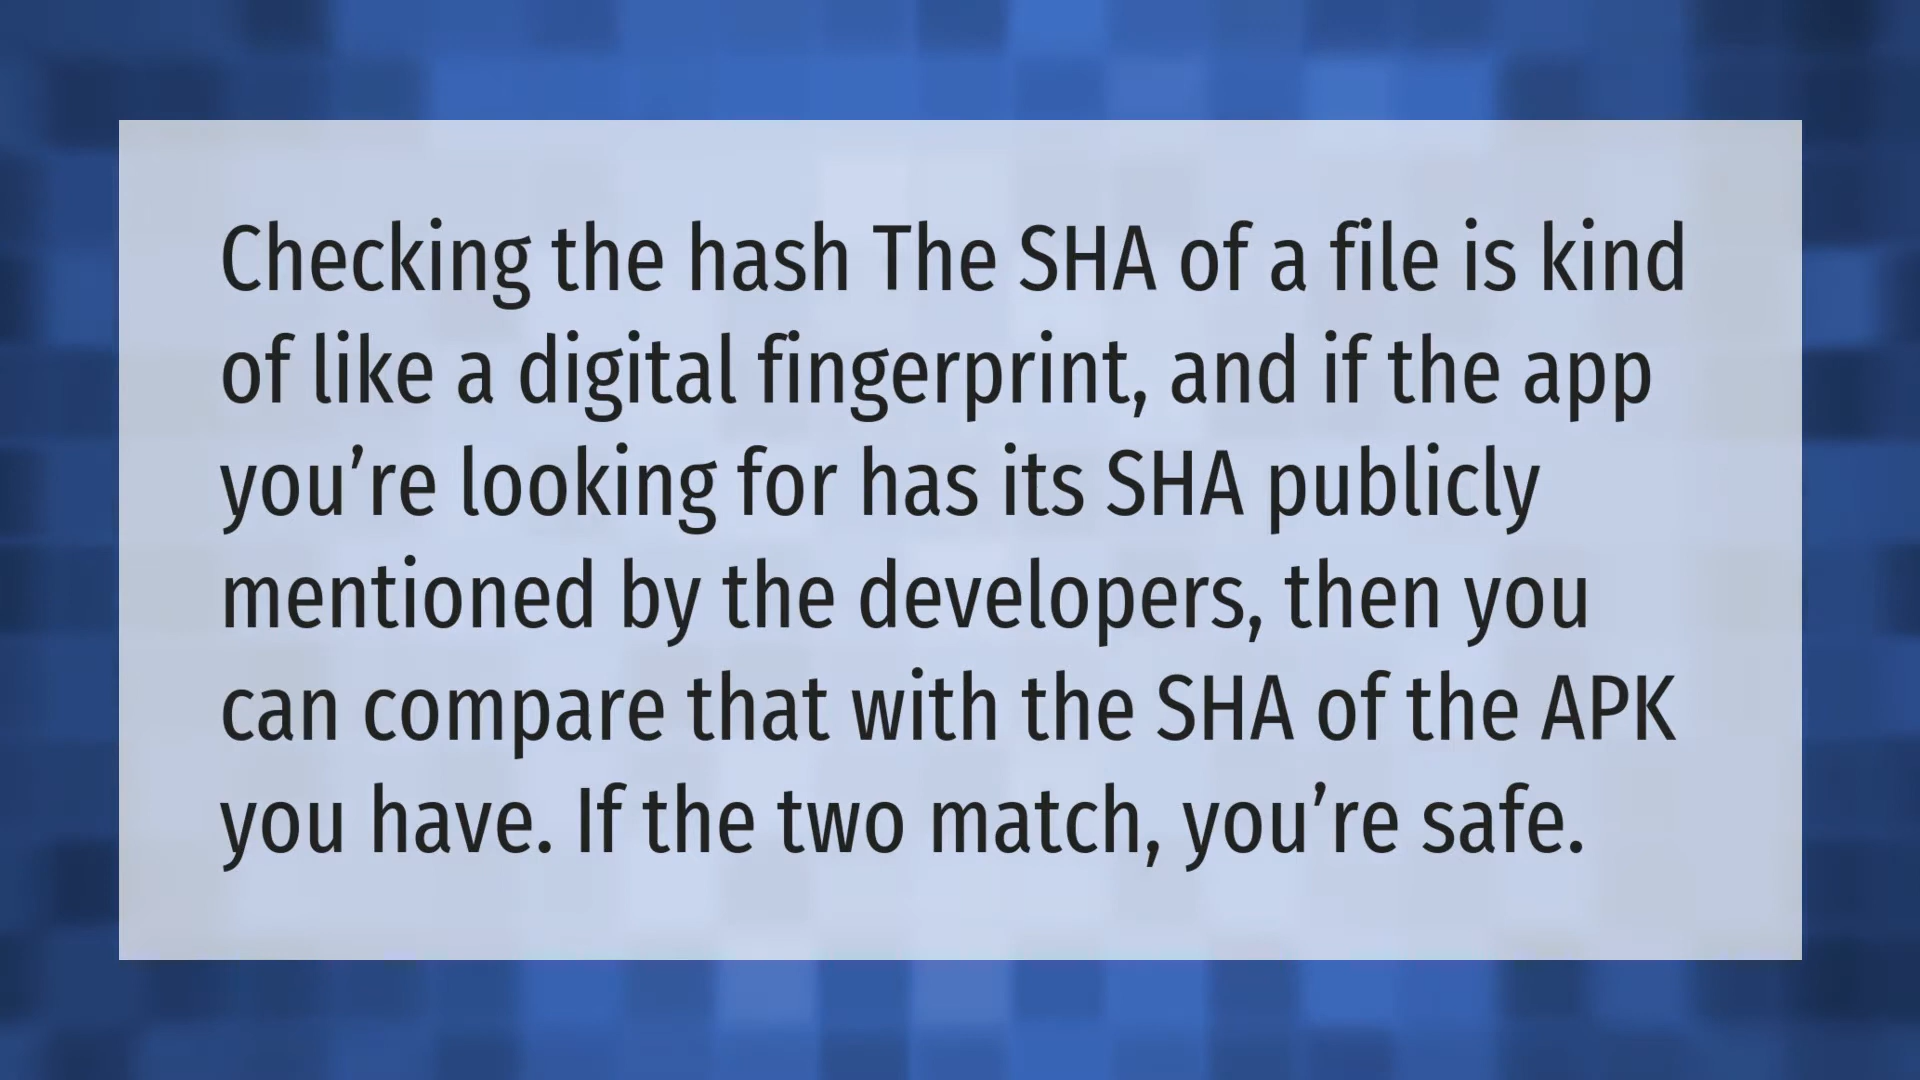 Checking the hash The SHA of a file is kind
of like a digital fingerprint, and if the app
you’re looking for has its SHA publicly
mentioned by the developers, then you
can compare that with the SHA of the APK
you have. If the two match, you’re safe.